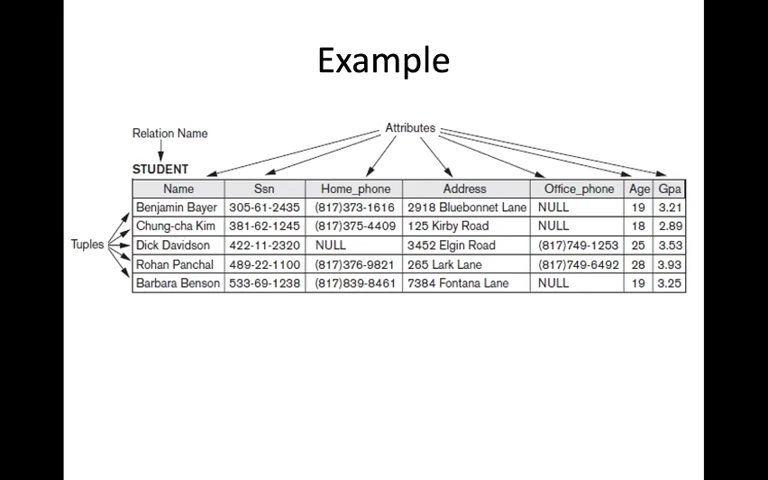 Example
Attributes
Relation Name
STUDENT
Name Ssn Home_phone Address Office_phone Age Gpa
Benjamin Bayer 305-61-2435 (817)373-1616 2918 Bluebonnet Lane NULL 19 3.21
Chung-cha Kim 381-62-1245 (817)375-4409 125 Kirby Road NULL 18 2.89
Tuples Dick Davidson 422-11-2320 NULL 3452 Elgin Road (817)749-1253 25 3.53
Rohan Panchal 489-22-1100 (817)376-9821 265 Lark Lane (817)749-6492 28 3.93
Barbara Benson 533-69-1238 (817)839-8461 7384 Fontana Lane NULL 19 3.25